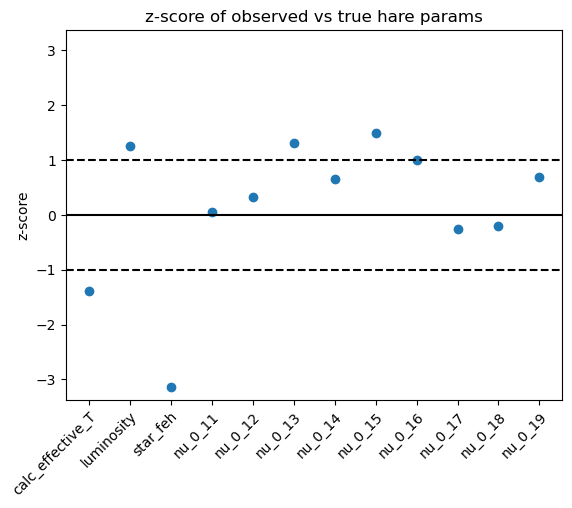 z-score of observed vs true hare params
z-score
3
2
1
0
−1
−2
−3
calc_effective_T
luminosity
star_feh
nu_0_11
nu_0_12
nu_0_13
nu_0_14
nu_0_15
nu_0_16
nu_0_17
nu_0_18
nu_0_19